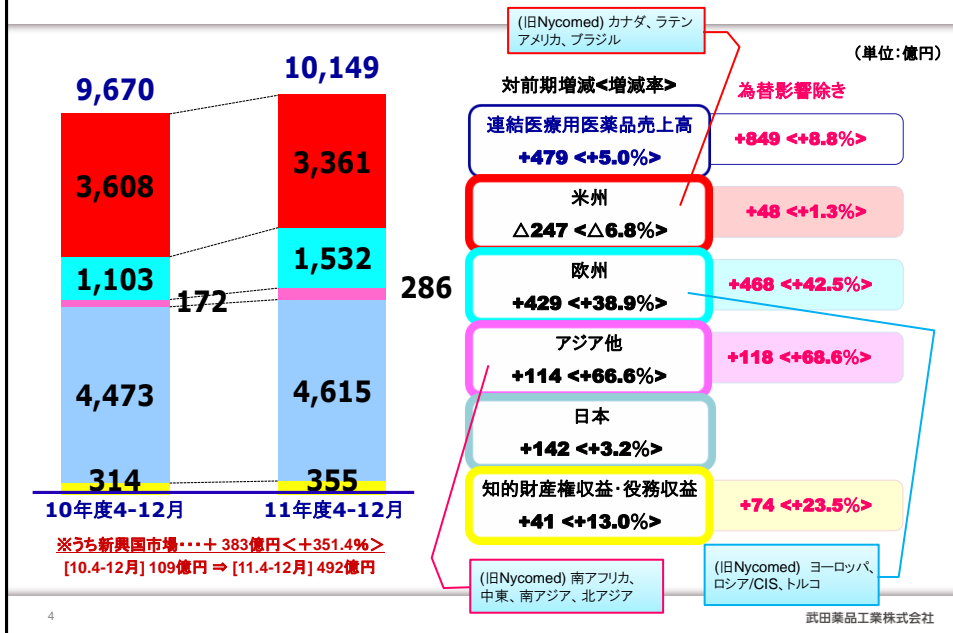 (旧Nycomed) カナダ、ラテン
アメリカ、ブラジル
(単位：億円)
9,670
10,149
3,608
3,361
1,103
1,532
172
286
4,473
4,615
314
355
10年度4-12月
11年度4-12月
※うち新興国市場・・・＋ 383億円＜＋351.4%＞
[10.4-12月] 109億円 ⇒ [11.4-12月] 492億円
対前期増減<増減率>
為替影響除き
連結医療用医薬品売上高
+479 <+5.0%>
+849 <+8.8%>
米州
△247 <△6.8%>
+48 <+1.3%>
欧州
+429 <+38.9%>
+468 <+42.5%>
アジア他
+114 <+66.6%>
+118 <+68.6%>
日本
+142 <+3.2%>
知的財産権収益・役務収益
+41 <+13.0%>
+74 <+23.5%>
(旧Nycomed) 南アフリカ、
中東、南アジア、北アジア
(旧Nycomed) ヨーロッパ、
ロシア/CIS、トルコ
4
武田薬品工業株式会社